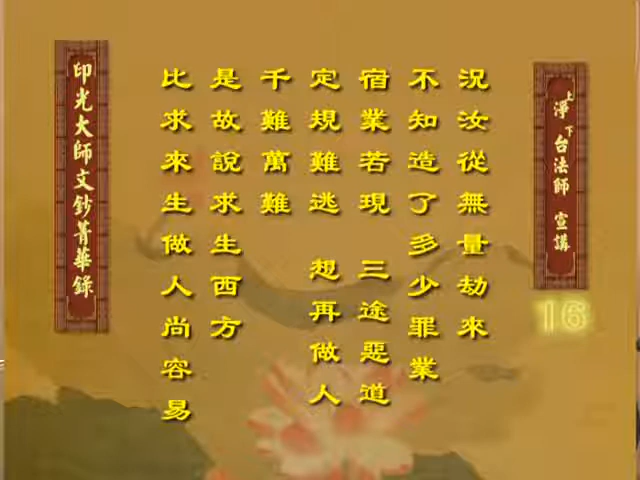 上淨下台法師 宣講
16
況汝從無量劫來
不知造了多少罪業
宿業若現 三途惡道
定規難逃 想再做人
千難萬難
是故說求生西方
比求來生做人尚容易
印光大師文鈔菁華錄